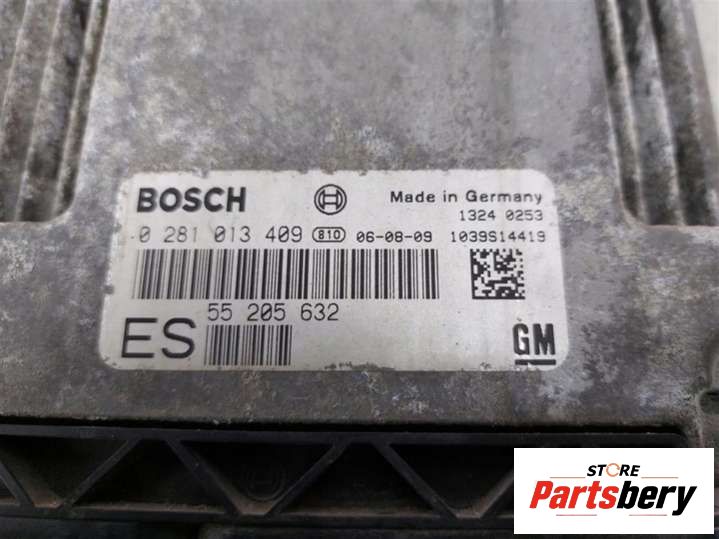 BOSCH
Made in Germany
1324 0253
0 281 013 409 810 06-08-09 1039S14419
55 205 632
ES
GM
STORE
Partsbery